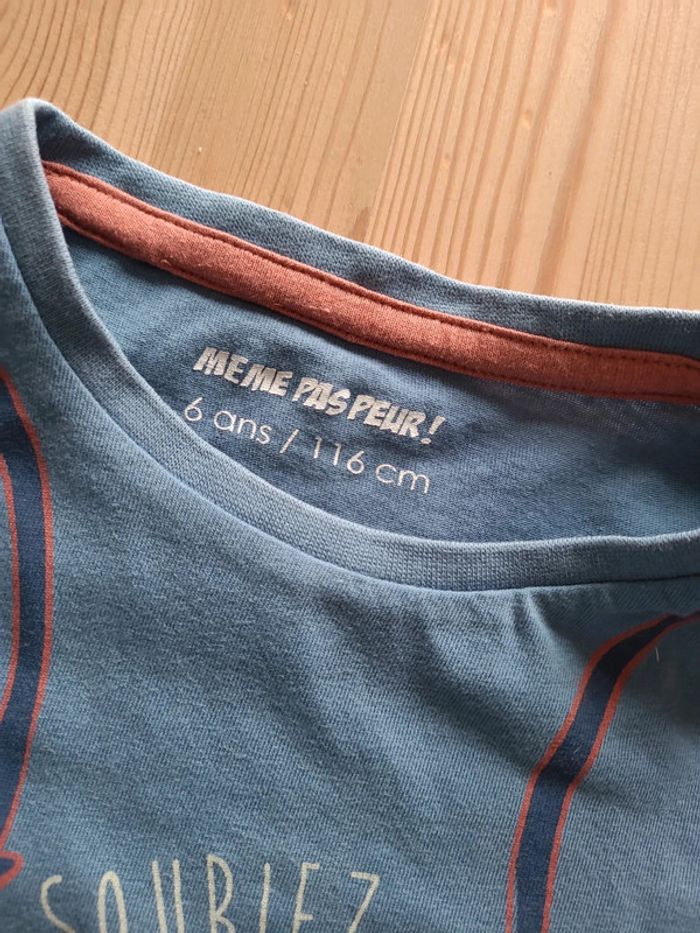 MEME PAS PEUR !
6 ans / 116 cm
SOURIEZ